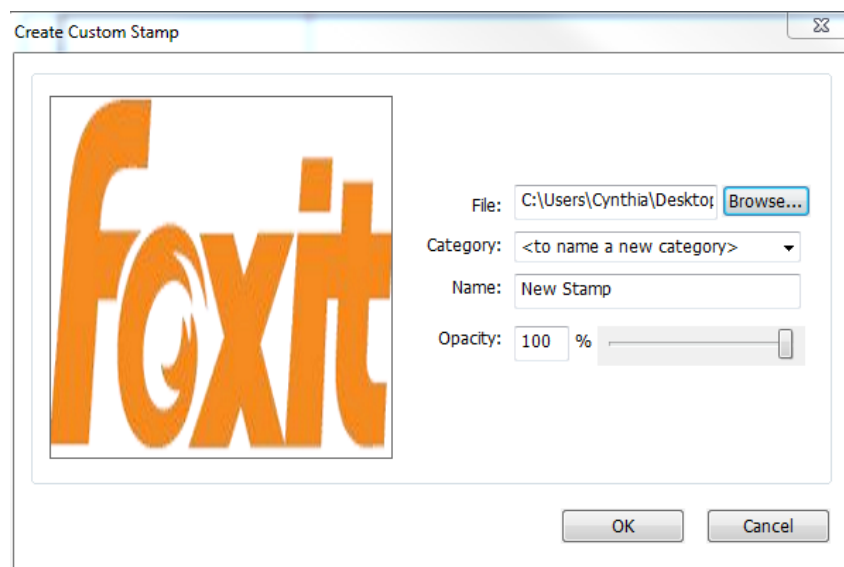 Create Custom Stamp
foxit
File: C:\Users\Cynthia\Desktop Browse...
Category: <to name a new category>
Name: New Stamp
Opacity: 100 %
OK Cancel